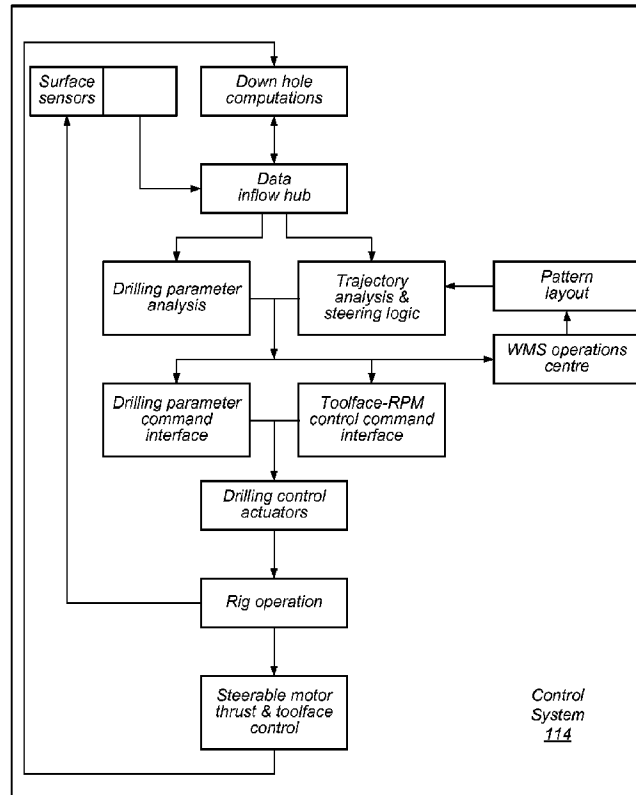 Surface
sensors
Down hole
computations
Data
inflow hub
Drilling parameter
analysis
Trajectory
analysis &
steering logic
Pattern
layout
WMS operations
centre
Drilling parameter
command
interface
Toolface-RPM
control command
interface
Drilling control
actuators
Rig operation
Steerable motor
thrust & toolface
control
Control
System
114